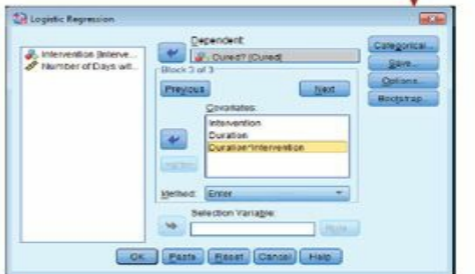 Logistic Regression
Intervention [Interve...
Number of Days wit...
Dependent:
Cured? [Cured]
Block 3 of 3
Previous
Next
Covariates:
Intervention
Duration
Duration*Intervention
Method:
Enter
Selection Variable:
OK
Paste
Reset
Cancel
Help
Categorical...
Save...
Options...
Bootstrap...